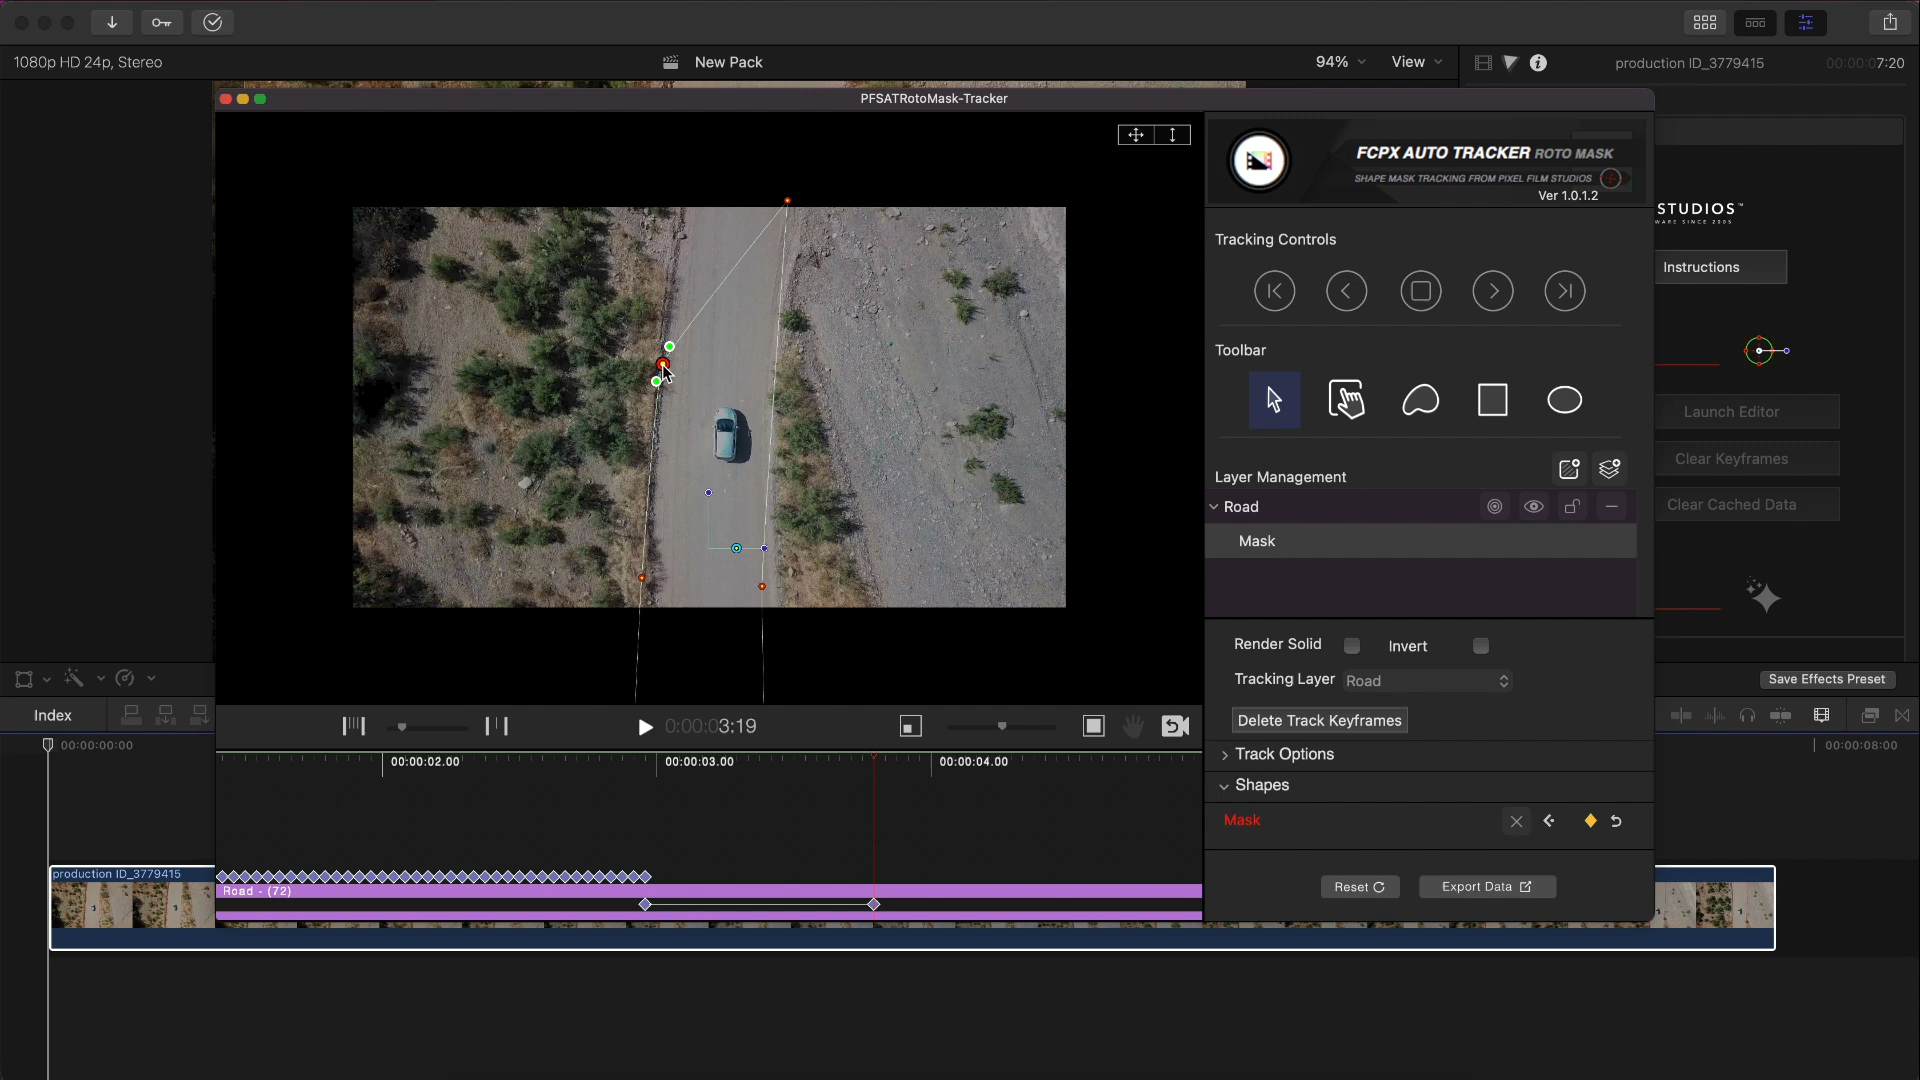 1080p HD 24p, Stereo
New Pack
94%
View
production ID_3779415
00:00:07:20
PFSATRotoMask-Tracker
FCPX AUTO TRACKER ROTO MASK
SHAPE MASK TRACKING FROM PIXEL FILM STUDIOS
Ver 1.0.1.2
STUDIOS™
WARE SINCE 2005
Tracking Controls
Instructions
Toolbar
Launch Editor
Clear Keyframes
Layer Management
Road
Clear Cached Data
Mask
Render Solid
Invert
Tracking Layer Road
Save Effects Preset
Index
0:00:03:19
Delete Track Keyframes
00:00:00:00
00:00:02.00
00:00:03.00
00:00:04.00
Track Options
00:00:08:00
Shapes
Mask
production ID_3779415
Road - (72)
Reset
Export Data